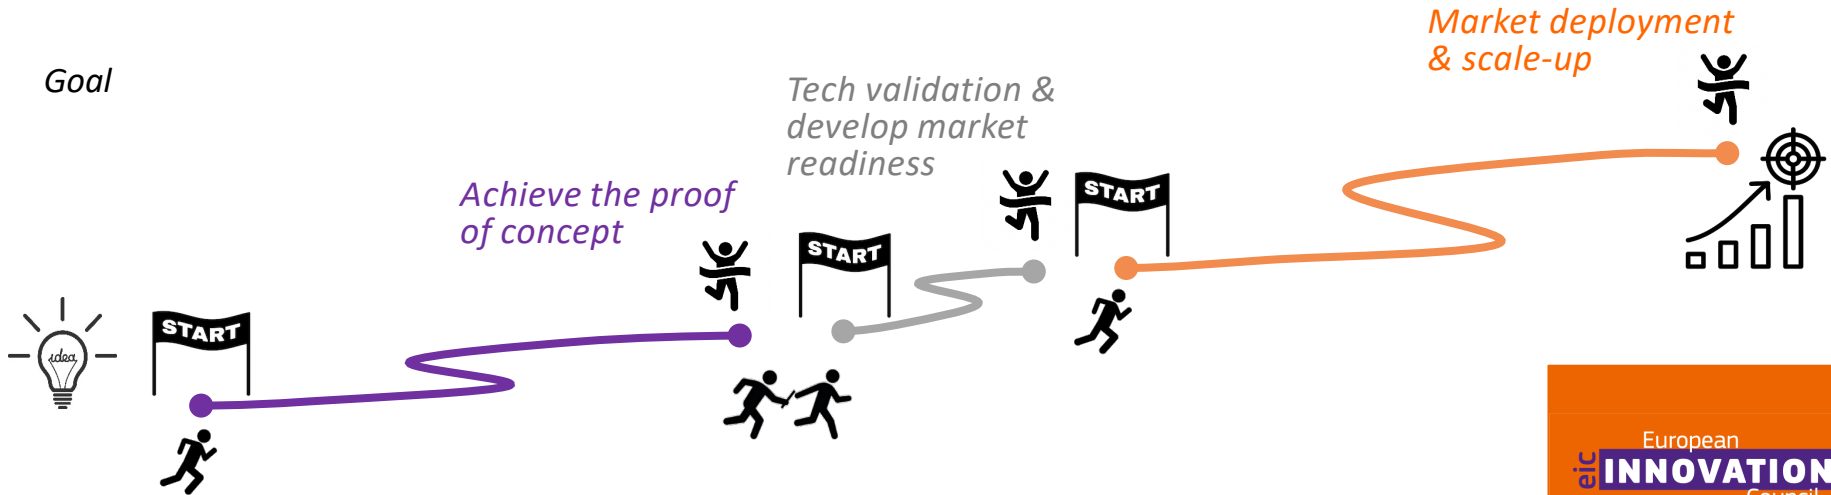 Goal
Market deployment
& scale-up
Tech validation &
develop market
readiness
Achieve the proof
of concept
START
START
START
idea
European
eic INNOVATION
Council